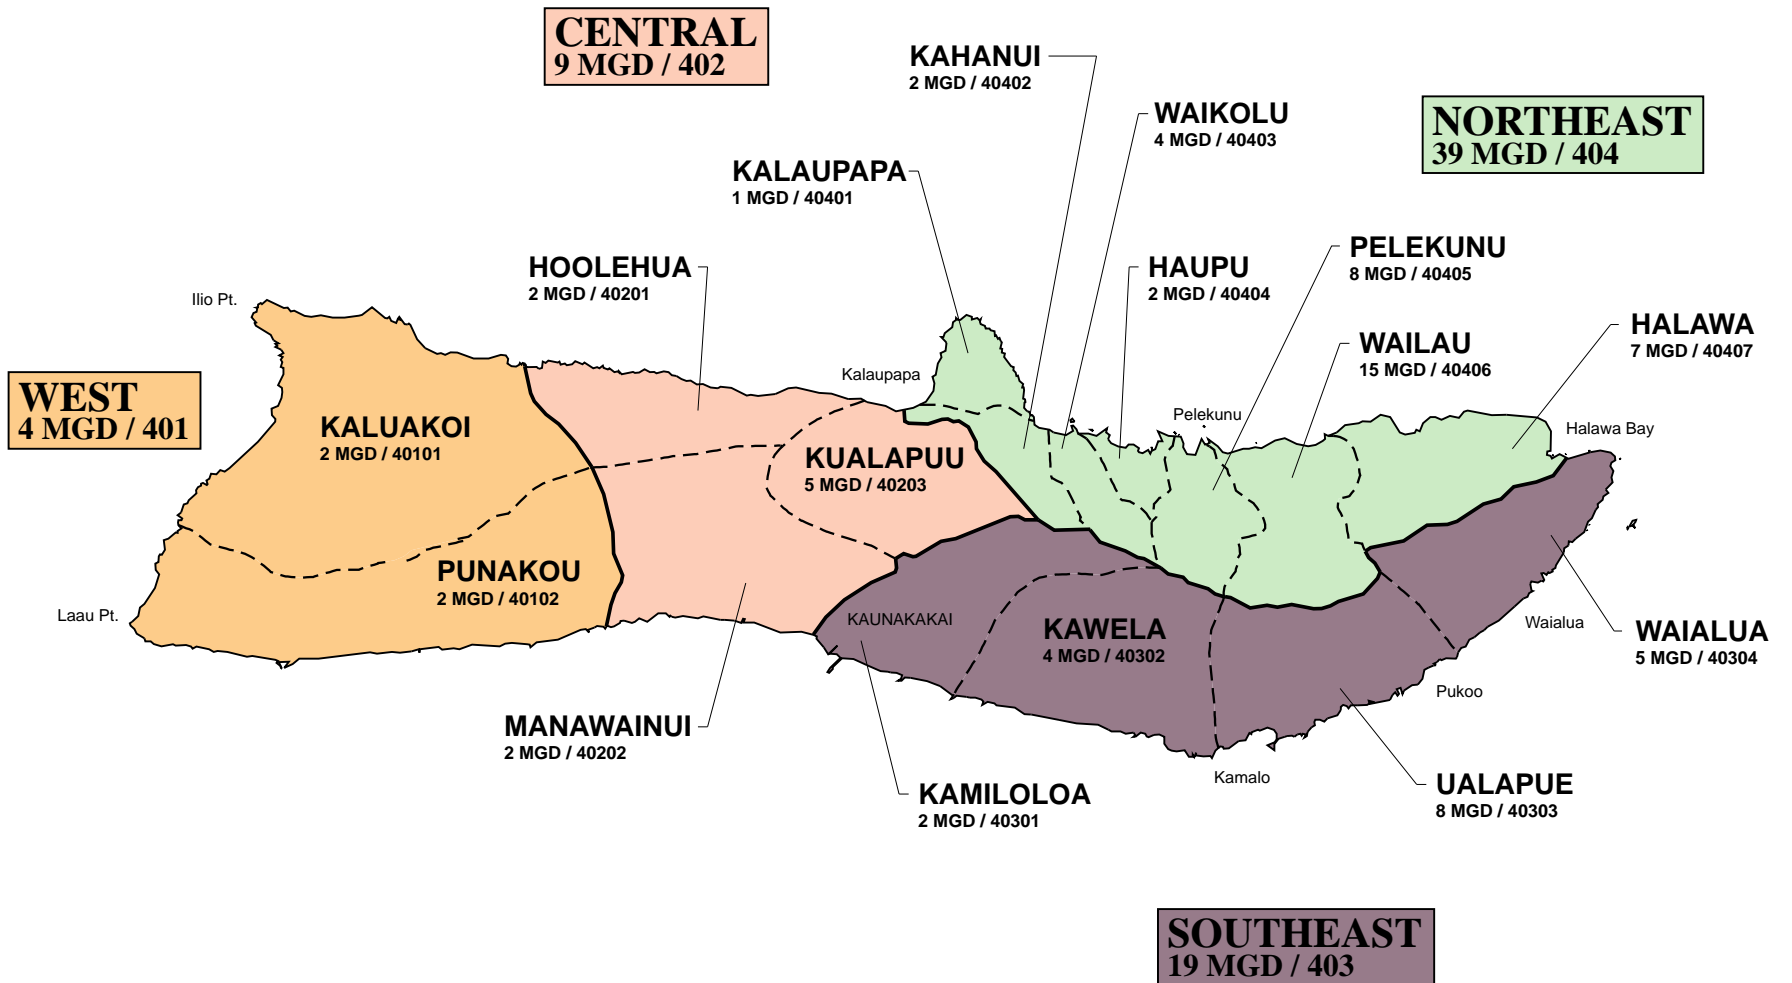 CENTRAL
9 MGD / 402
KAHANUI
2 MGD / 40402
WAIKOLU
4 MGD / 40403
NORTHEAST
39 MGD / 404
KALAUPAPA
1 MGD / 40401
HOOLEHUA
2 MGD / 40201
HAUPU
2 MGD / 40404
PELEKUNU
8 MGD / 40405
Ilio Pt.
HALAWA
7 MGD / 40407
WAILAU
15 MGD / 40406
Kalaupapa
WEST
4 MGD / 401
KALUAKOI
2 MGD / 40101
Pelekunu
Halawa Bay
KUALAPUU
5 MGD / 40203
PUNAKOU
2 MGD / 40102
Laau Pt.
KAUNAKAKAI
KAWELA
4 MGD / 40302
Waialua
WAIALUA
5 MGD / 40304
Pukoo
MANAWAINUI
2 MGD / 40202
Kamalo
KAMILOLOA
2 MGD / 40301
UALAPUE
8 MGD / 40303
SOUTHEAST
19 MGD / 403